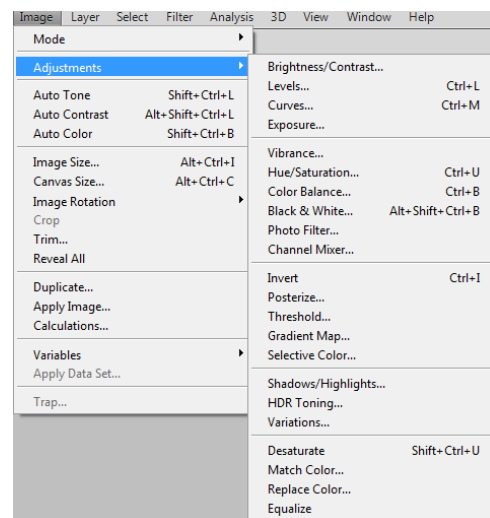 Image Layer Select Filter Analysis 3D View Window Help
Mode
Adjustments
Auto Tone Shift+Ctrl+L
Auto Contrast Alt+Shift+Ctrl+L
Auto Color Shift+Ctrl+B
Image Size... Alt+Ctrl+I
Canvas Size... Alt+Ctrl+C
Image Rotation
Crop
Trim...
Reveal All
Duplicate...
Apply Image...
Calculations...
Variables
Apply Data Set...
Trap...
Brightness/Contrast...
Levels... Ctrl+L
Curves... Ctrl+M
Exposure...
Vibrance...
Hue/Saturation... Ctrl+U
Color Balance... Ctrl+B
Black & White... Alt+Shift+Ctrl+B
Photo Filter...
Channel Mixer...
Invert Ctrl+I
Posterize...
Threshold...
Gradient Map...
Selective Color...
Shadows/Highlights...
HDR Toning...
Variations...
Desaturate Shift+Ctrl+U
Match Color...
Replace Color...
Equalize